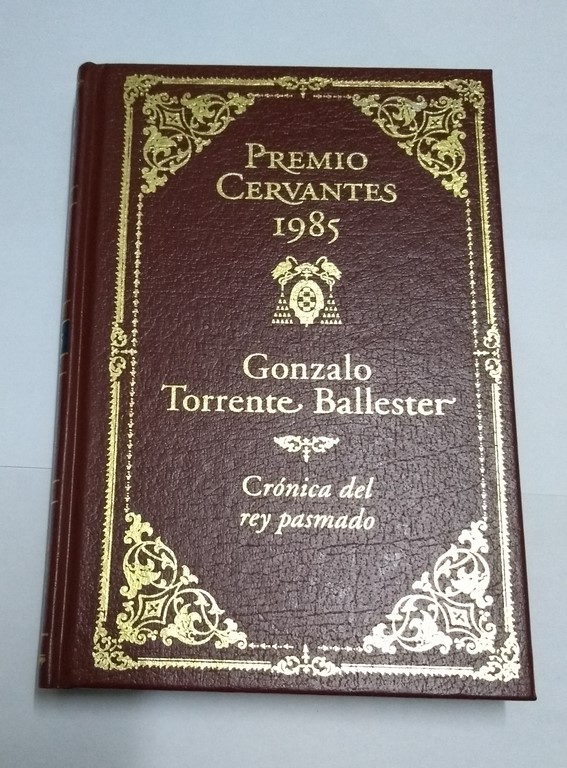 PREMIO
CERVANTES
1985
Gonzalo
Torrente Ballester
Crónica del
rey pasmado